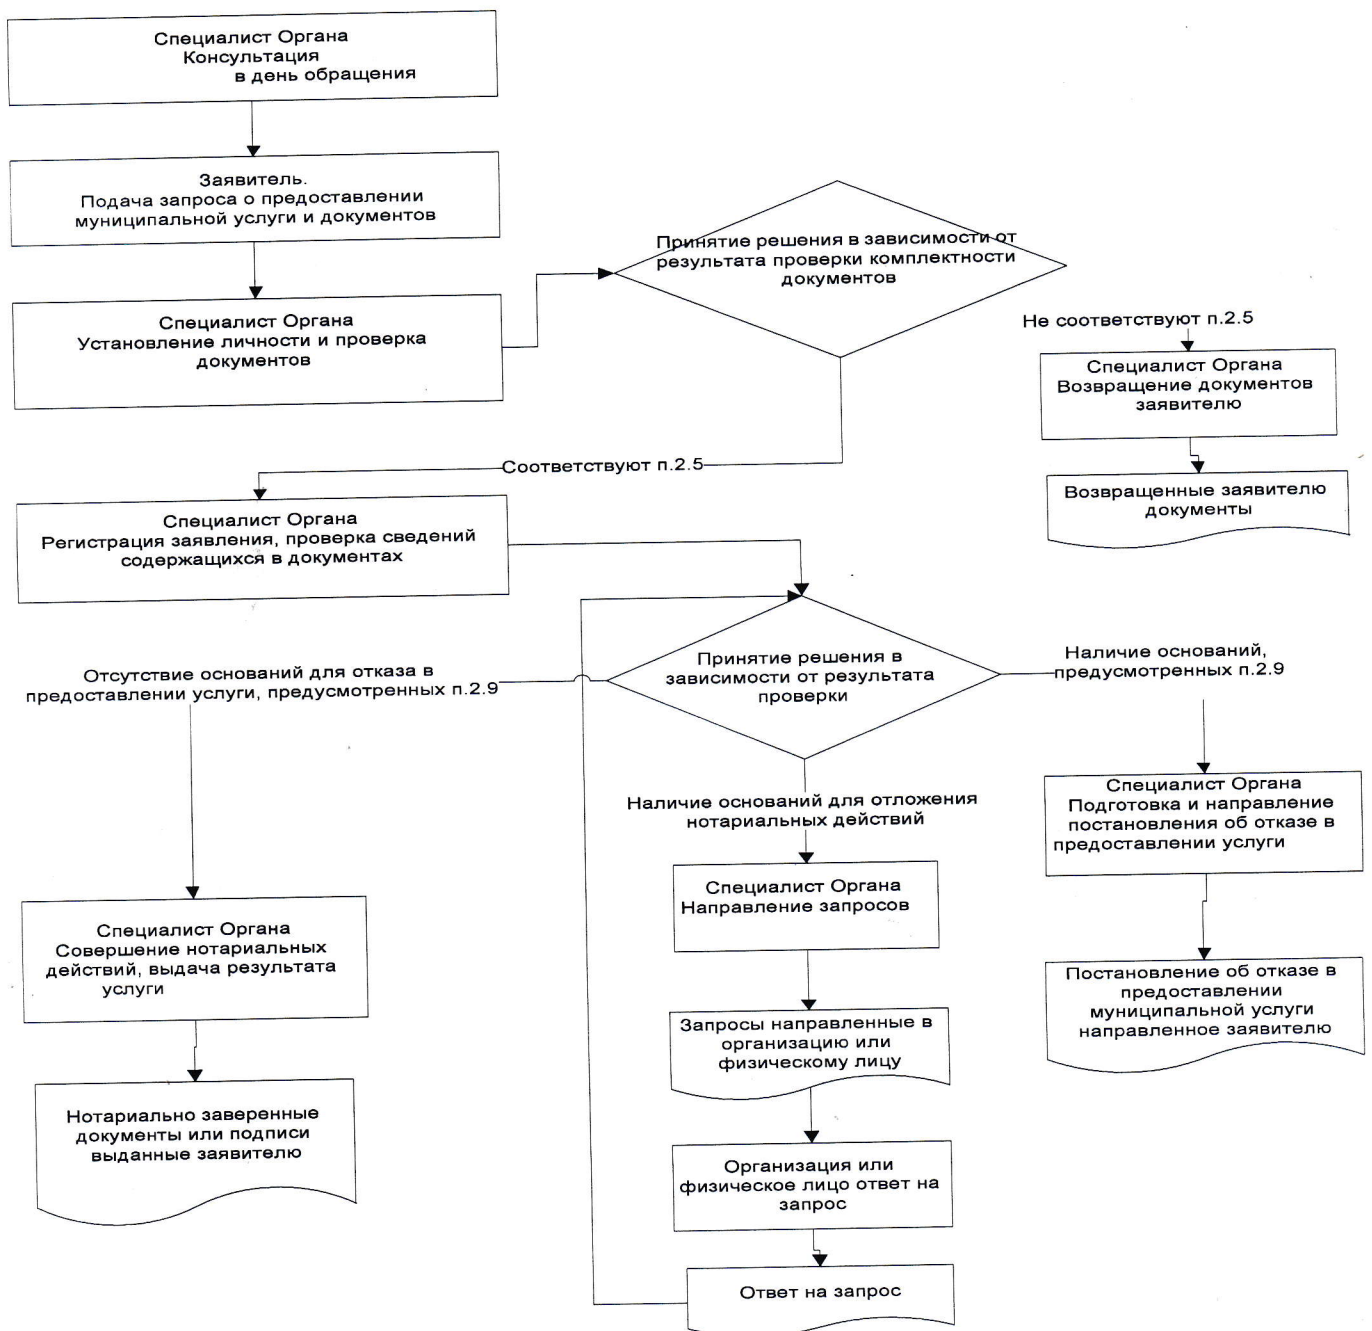 Специалист Органа
Консультация
в день обращения
Заявитель.
Подача запроса о предоставлении
муниципальной услуги и документов
Специалист Органа
Установление личности и проверка
документов
Принятие решения в зависимости от
результата проверки комплектности
документов
Не соответствуют п.2.5
Специалист Органа
Возвращение документов
заявителю
Возвращенные заявителю
документы
Соответствуют п.2.5
Специалист Органа
Регистрация заявления, проверка сведений
содержащихся в документах
Принятие решения в
зависимости от результата
проверки
Отсутствие оснований для отказа в
предоставлении услуги, предусмотренных п.2.9
Наличие оснований,
предусмотренных п.2.9
Наличие оснований для отложения
нотариальных действий
Специалист Органа
Подготовка и направление
постановления об отказе в
предоставлении услуги
Специалист Органа
Направление запросов
Специалист Органа
Совершение нотариальных
действий, выдача результата
услуги
Постановление об отказе в
предоставлении
муниципальной услуги
направленное заявителю
Запросы направленные в
организацию или
физическому лицу
Нотариально заверенные
документы или подписи
выданные заявителю
Организация или
физическое лицо ответ на
запрос
Ответ на запрос